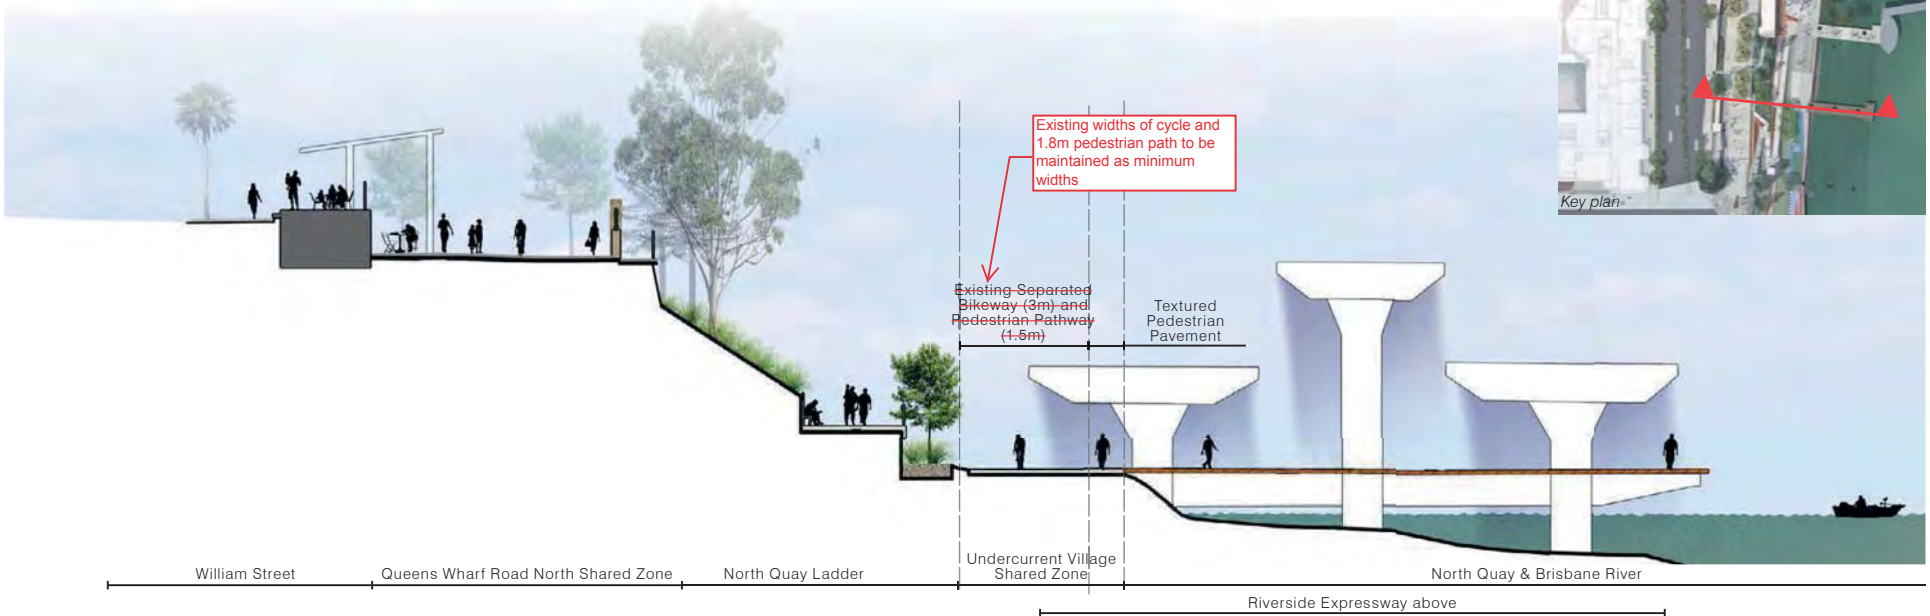 Existing widths of cycle and
1.8m pedestrian path to be
maintained as minimum
widths
Key plan
Existing Separated
Bikeway (3m) and
Pedestrian Pathway
(1.5m)
Textured
Pedestrian
Pavement
William Street
Queens Wharf Road North Shared Zone
North Quay Ladder
Undercurrent Village
Shared Zone
North Quay & Brisbane River
Riverside Expressway above